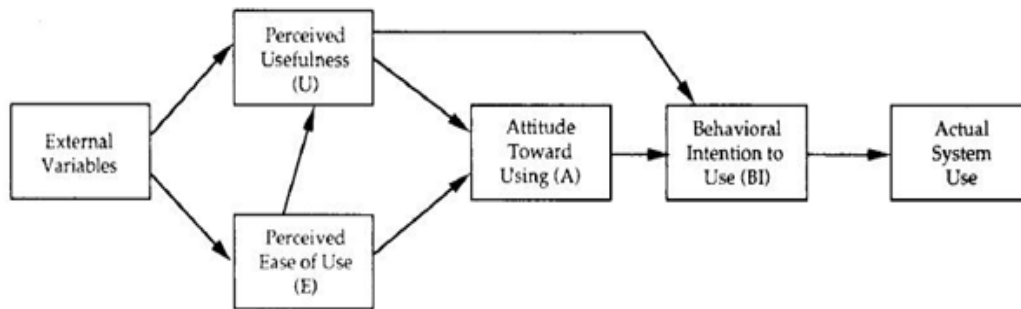 Perceived
Usefulness
(U)
External
Variables
Perceived
Ease of Use
(E)
Attitude
Toward
Using (A)
Behavioral
Intention to
Use (BI)
Actual
System
Use